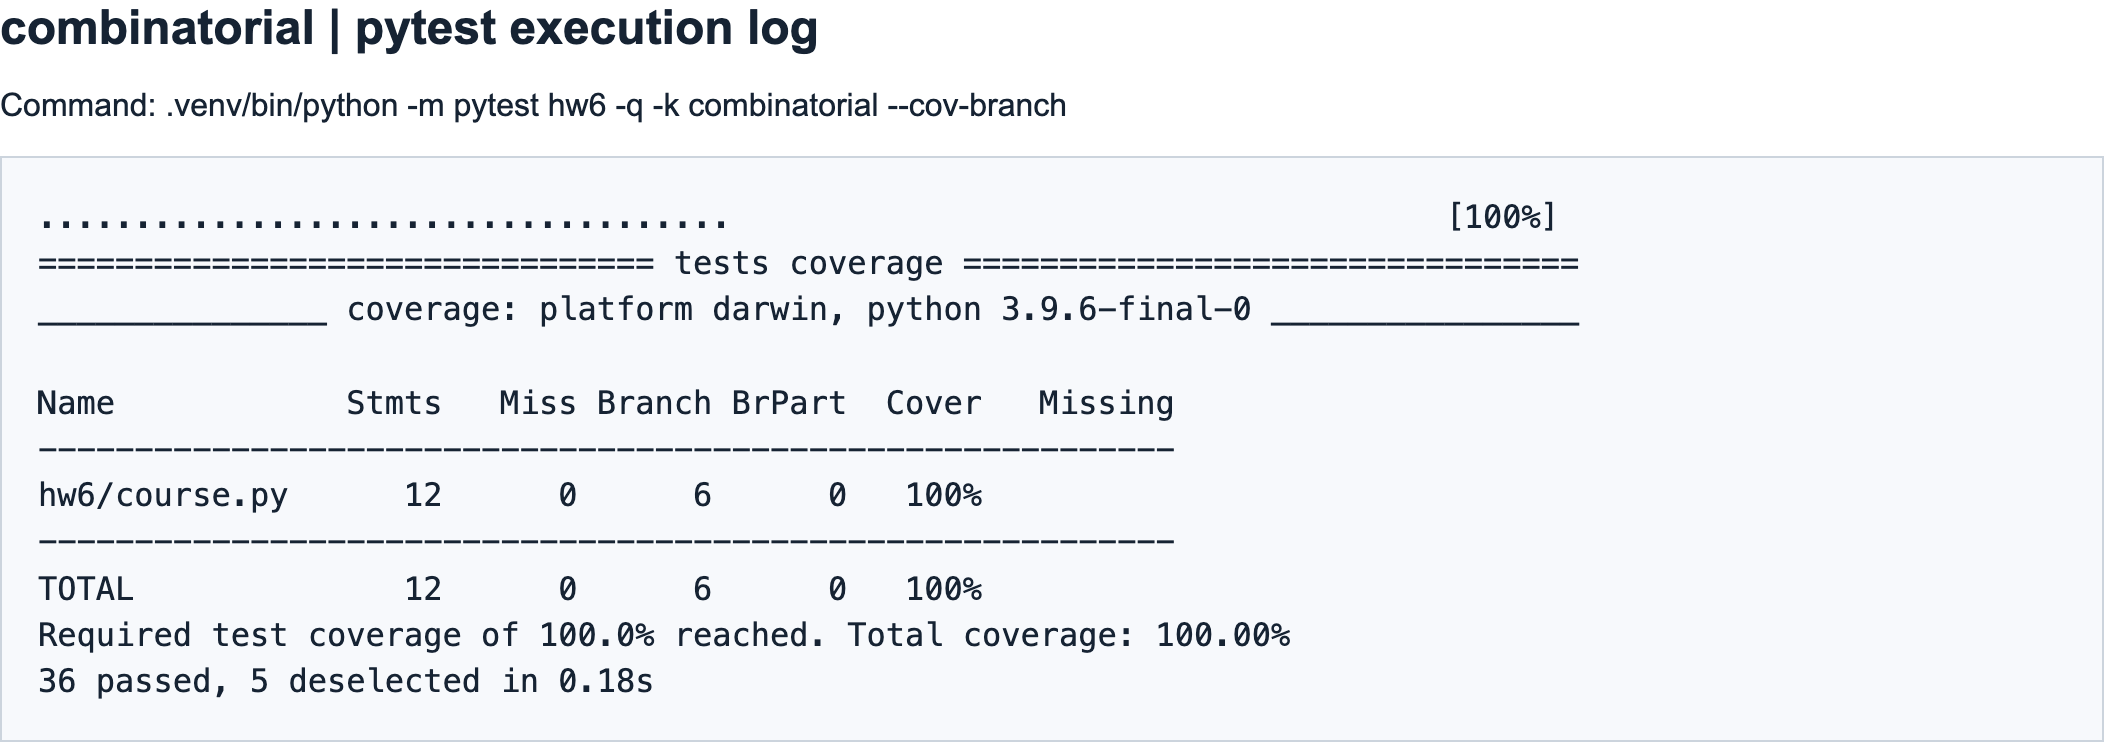 combinatorial | pytest execution log
Command: .venv/bin/python -m pytest hw6 -q -k combinatorial --cov-branch
....................................                                     [100%]
================================ tests coverage ================================
_______________ coverage: platform darwin, python 3.9.6-final-0 ________________

Name            Stmts   Miss Branch BrPart  Cover   Missing
-----------------------------------------------------------
hw6/course.py      12      0      6      0   100%
-----------------------------------------------------------
TOTAL              12      0      6      0   100%
Required test coverage of 100.0% reached. Total coverage: 100.00%
36 passed, 5 deselected in 0.18s